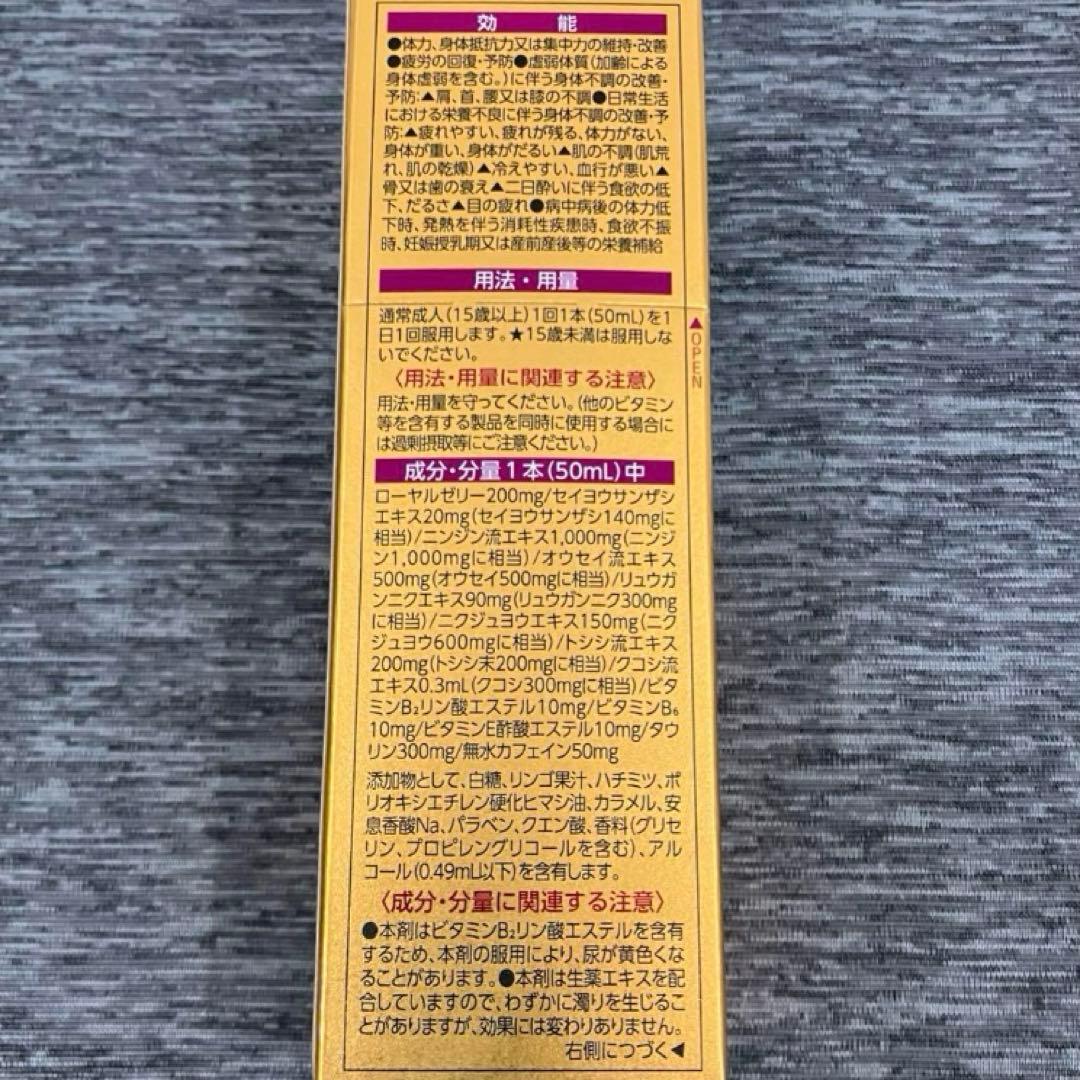 効能
●体力、身体抵抗力又は集中力の維持・改善
●疲労の回復・予防●虚弱体質(加齢による
身体虚弱を含む。)に伴う身体不調の改善・
予防:▲肩、首、腰又は膝の不調●日常生活
における栄養不良に伴う身体不調の改善・予
防:▲疲れやすい、疲れが残る、体力がない、
身体が重い、身体がだるい▲肌の不調(肌荒
れ、肌の乾燥)▲冷えやすい、血行が悪い▲
骨又は歯の衰え▲二日酔いに伴う食欲の低
下、だるさ▲目の疲れ●病中病後の体力低
下時、発熱を伴う消耗性疾患時、食欲不振
時、妊娠授乳期又は産前産後等の栄養補給
用法・用量
通常成人(15歳以上)1回1本(50mL)を1
日1回服用します。★15歳未満は服用しな
いでください。
〈用法・用量に関連する注意〉
用法・用量を守ってください。(他のビタミン
等を含有する製品を同時に使用する場合に
は過剰摂取等にご注意ください。)
▲OPEN
成分・分量1本(50mL)中
ローヤルゼリー200mg/セイヨウサンザシ
エキス20mg(セイヨウサンザシ140mgに
相当)/ニンジン流エキス1,000mg(ニンジ
ン1,000mgに相当)/オウセイ流エキス
500mg(オウセイ500mgに相当)/リュウガ
ンニクエキス90mg(リュウガンニク300mg
に相当)/ニクジュヨウエキス150mg(ニク
ジュヨウ600mgに相当)/トシシ流エキス
200mg(トシシ末200mgに相当)/クコシ流
エキス0.3mL(クコシ300mgに相当)/ビタ
ミンB₂リン酸エステル10mg/ビタミンB₆
10mg/ビタミンE酢酸エステル10mg/タウ
リン300mg/無水カフェイン50mg
添加物として、白糖、リンゴ果汁、ハチミツ、ポ
リオキシエチレン硬化ヒマシ油、カラメル、安
息香酸Na、パラベン、クエン酸、香料(グリセ
リン、プロピレングリコールを含む)、アル
コール(0.49mL以下)を含有します。
〈成分・分量に関連する注意〉
●本剤はビタミンB₂リン酸エステルを含有
するため、本剤の服用により、尿が黄色くな
ることがあります。●本剤は生薬エキスを配
合していますので、わずかに濁りを生じるこ
とがありますが、効果には変わりありません。
右側につづく◀